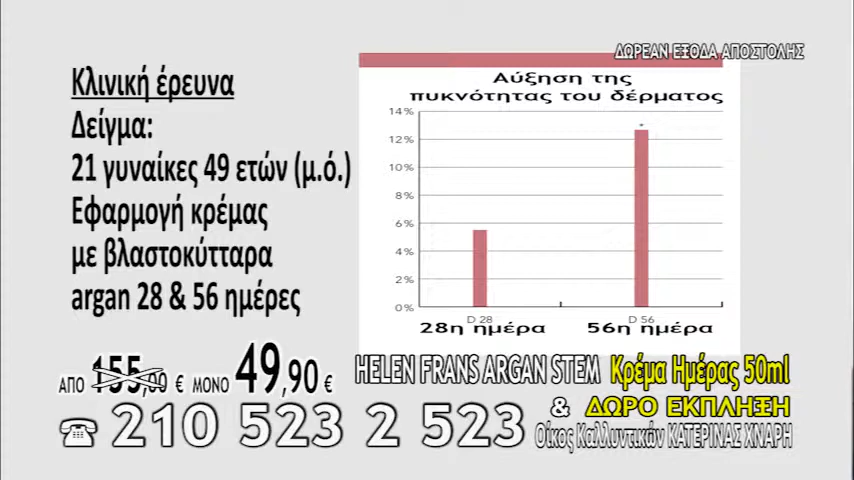 ΔΩΡΕΑΝ ΕΞΟΔΑ ΑΠΟΣΤΟΛΗΣ
Κλινική έρευνα
Δείγμα:
21 γυναίκες 49 ετών (μ.ό.)
Εφαρμογή κρέμας
με βλαστοκύτταρα
argan 28 & 56 ημέρες
Αύξηση της
πυκνότητας του δέρματος
14%
12%
10%
8%
6%
4%
2%
0%
*
D 28
D 56
28η ημέρα
56η ημέρα
ΑΠΟ 155,00 € ΜΟΝΟ 49,90 €
HELEN FRANS ARGAN STEM Κρέμα Ημέρας 50ml
& ΔΩΡΟ ΕΚΠΛΗΞΗ
☎ 210 523 2 523
Οίκος Καλλυντικών ΚΑΤΕΡΙΝΑΣ ΧΝΑΡΗ